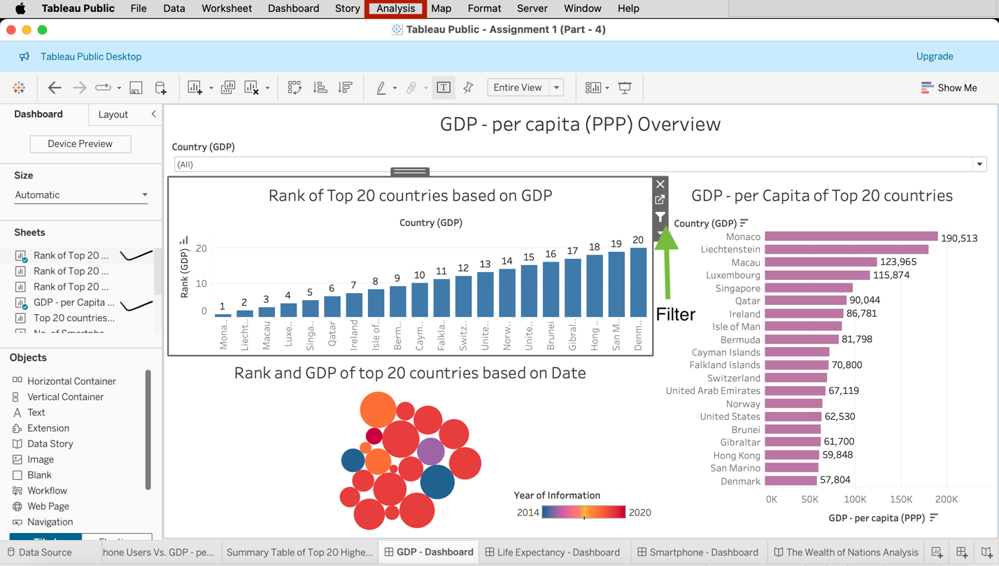 Tableau Public File Data Worksheet Dashboard Story Analysis Map Format Server Window Help
Tableau Public - Assignment 1 (Part - 4)
Tableau Public Desktop
Upgrade
Entire View
Show Me
Dashboard
Layout
Device Preview
Size
Automatic
Sheets
Rank of Top 20 ...
Rank of Top 20 ...
Rank of Top 20 ...
GDP - per Capita ...
Top 20 countries...
Objects
Horizontal Container
Vertical Container
Text
Extension
Data Story
Image
Blank
Workflow
Web Page
Navigation
GDP - per capita (PPP) Overview
Country (GDP)
(All)
Rank of Top 20 countries based on GDP
Country (GDP)
Rank (GDP)
20
10
0
1 2 3 4 5 6 7 8 9 10 11 12 13 14 15 16 17 18 19 20
Mona..
Liecht..
Macau
Luxe..
Singa..
Qatar
Ireland
Isle of..
Berm..
Caym..
Falkla..
Switz..
Unite..
Norw..
Unite..
Brunei
Gibral..
Hong ..
San M..
Denm..
Filter
GDP - per Capita of Top 20 countries
Country (GDP)
Monaco 190,513
Liechtenstein
Macau 123,965
Luxembourg 115,874
Singapore
Qatar 90,044
Ireland 86,781
Isle of Man
Bermuda 81,798
Cayman Islands
Falkland Islands 70,800
Switzerland
United Arab Emirates 67,119
Norway
United States 62,530
Brunei
Gibraltar 61,700
Hong Kong 59,848
San Marino
Denmark 57,804
0K 50K 100K 150K 200K
GDP - per capita (PPP)
Rank and GDP of top 20 countries based on Date
Year of Information
2014 2020
Data Source
hone Users Vs. GDP - pe...
Summary Table of Top 20 Highe...
GDP - Dashboard
Life Expectancy - Dashboard
Smartphone - Dashboard
The Wealth of Nations Analysis